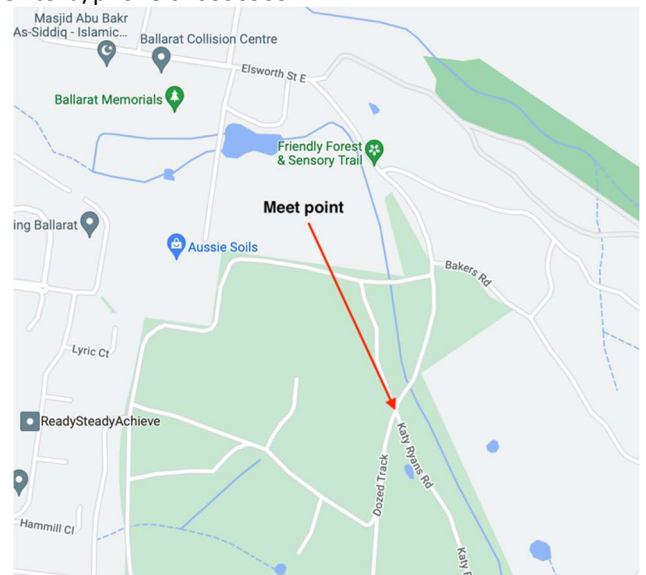 Masjid Abu Bakr
As-Siddiq - Islamic...
Ballarat Collision Centre
Elsworth St E
Ballarat Memorials
Friendly Forest
& Sensory Trail
Meet point
ing Ballarat
Aussie Soils
Bakers Rd
Lyric Ct
ReadySteadyAchieve
Katy Ryans Rd
Dozed Track
Hammill Cl
Katy R